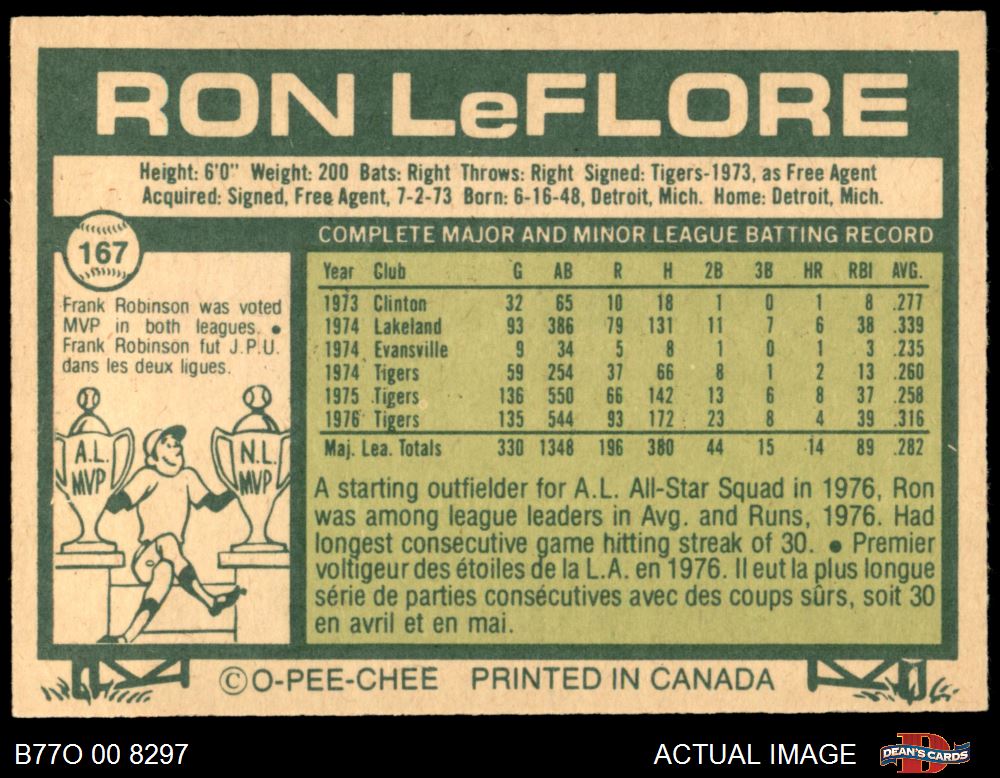 RON LeFLORE
Height: 6'0" Weight: 200 Bats: Right Throws: Right Signed: Tigers-1973, as Free Agent
Acquired: Signed, Free Agent, 7-2-73 Born: 6-16-48, Detroit, Mich. Home: Detroit, Mich.
167
Frank Robinson was voted
MVP in both leagues. •
Frank Robinson fut J.P.U.
dans les deux ligues.
A.L.
MVP
N.L.
MVP
COMPLETE MAJOR AND MINOR LEAGUE BATTING RECORD
Year Club G AB R H 2B 3B HR RBI AVG.
1973 Clinton 32 65 10 18 1 0 1 8 .277
1974 Lakeland 93 386 79 131 11 7 6 38 .339
1974 Evansville 9 34 5 8 1 0 1 3 .235
1974 Tigers 59 254 37 66 8 1 2 13 .260
1975 Tigers 136 550 66 142 13 6 8 37 .258
1976 Tigers 135 544 93 172 23 8 4 39 .316
Maj. Lea. Totals 330 1348 196 380 44 15 14 89 .282
A starting outfielder for A.L. All-Star Squad in 1976, Ron
was among league leaders in Avg. and Runs, 1976. Had
longest consecutive game hitting streak of 30. • Premier
voltigeur des étoiles de la L.A. en 1976. Il eut la plus longue
série de parties consécutives avec des coups sûrs, soit 30
en avril et en mai.
© O-PEE-CHEE PRINTED IN CANADA
B77O 00 8297
ACTUAL IMAGE
D
DEAN'S CARDS